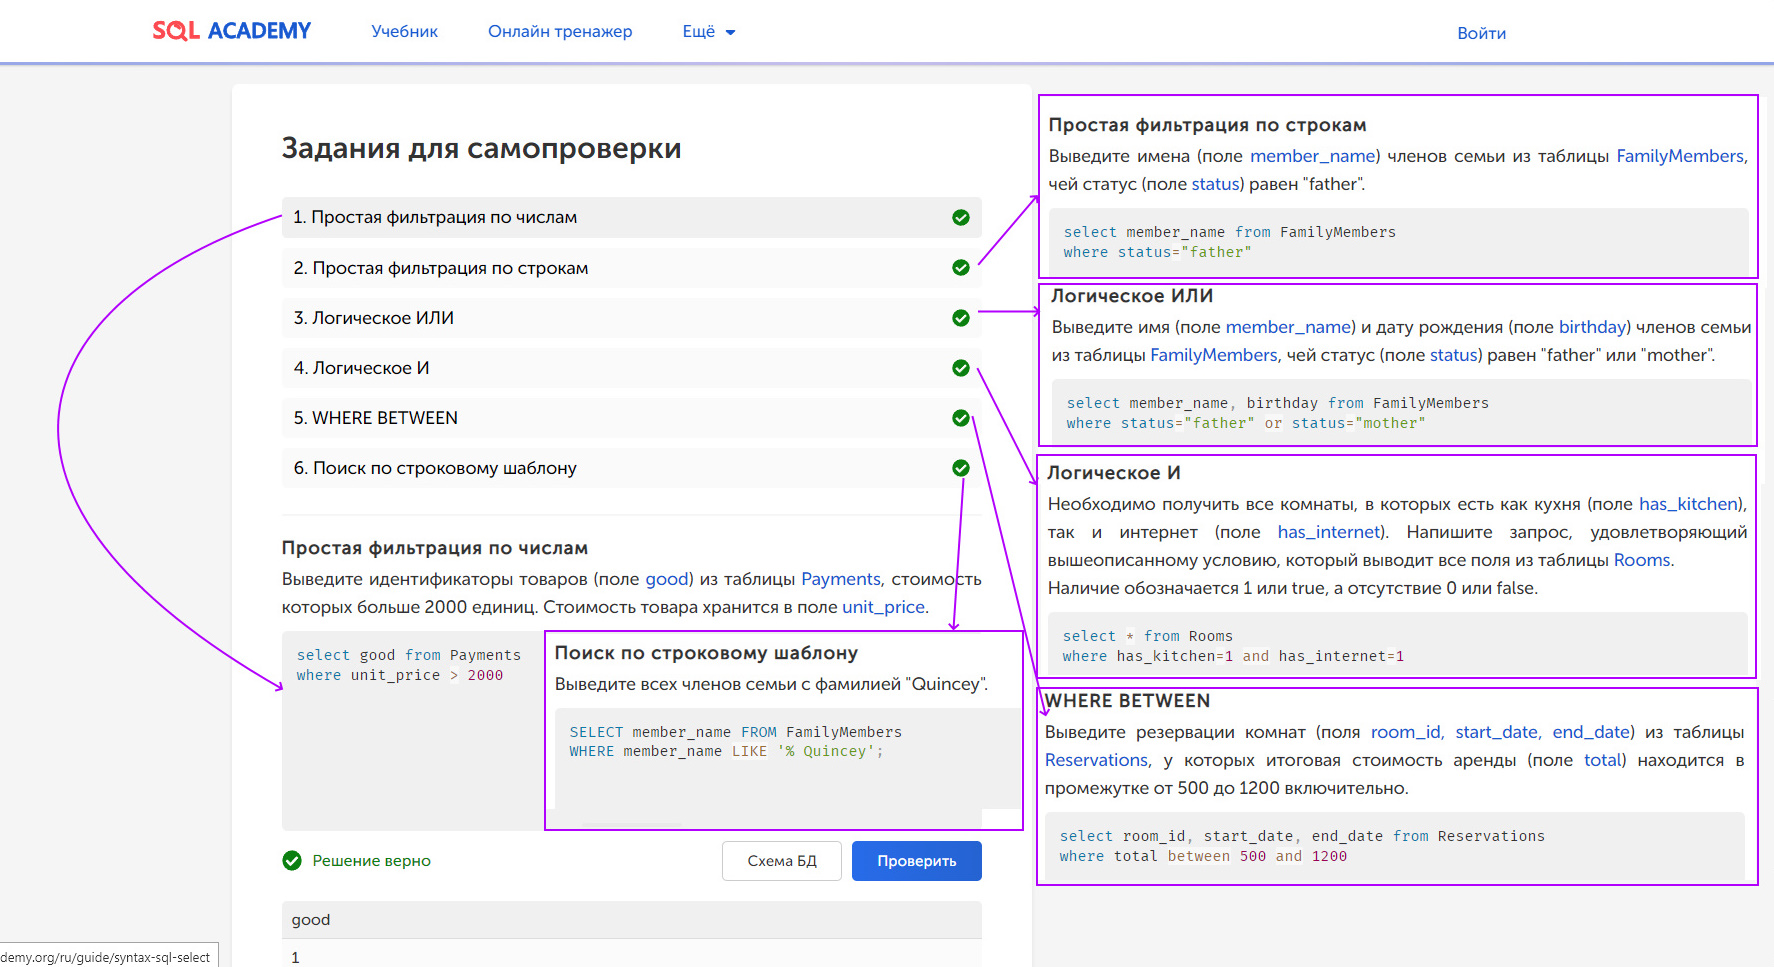 SQL ACADEMY Учебник Онлайн тренажер Ещё Войти
Задания для самопроверки
1. Простая фильтрация по числам
2. Простая фильтрация по строкам
3. Логическое ИЛИ
4. Логическое И
5. WHERE BETWEEN
6. Поиск по строковому шаблону
Простая фильтрация по числам
Выведите идентификаторы товаров (поле good) из таблицы Payments, стоимость
которых больше 2000 единиц. Стоимость товара хранится в поле unit_price.
select good from Payments
where unit_price > 2000
Поиск по строковому шаблону
Выведите всех членов семьи с фамилией "Quincey".
SELECT member_name FROM FamilyMembers
WHERE member_name LIKE '% Quincey';
Решение верно
Схема БД
Проверить
good
1
demy.org/ru/guide/syntax-sql-select
Простая фильтрация по строкам
Выведите имена (поле member_name) членов семьи из таблицы FamilyMembers,
чей статус (поле status) равен "father".
select member_name from FamilyMembers
where status="father"
Логическое ИЛИ
Выведите имя (поле member_name) и дату рождения (поле birthday) членов семьи
из таблицы FamilyMembers, чей статус (поле status) равен "father" или "mother".
select member_name, birthday from FamilyMembers
where status="father" or status="mother"
Логическое И
Необходимо получить все комнаты, в которых есть как кухня (поле has_kitchen),
так и интернет (поле has_internet). Напишите запрос, удовлетворяющий
вышеописанному условию, который выводит все поля из таблицы Rooms.
Наличие обозначается 1 или true, а отсутствие 0 или false.
select * from Rooms
where has_kitchen=1 and has_internet=1
WHERE BETWEEN
Выведите резервации комнат (поля room_id, start_date, end_date) из таблицы
Reservations, у которых итоговая стоимость аренды (поле total) находится в
промежутке от 500 до 1200 включительно.
select room_id, start_date, end_date from Reservations
where total between 500 and 1200